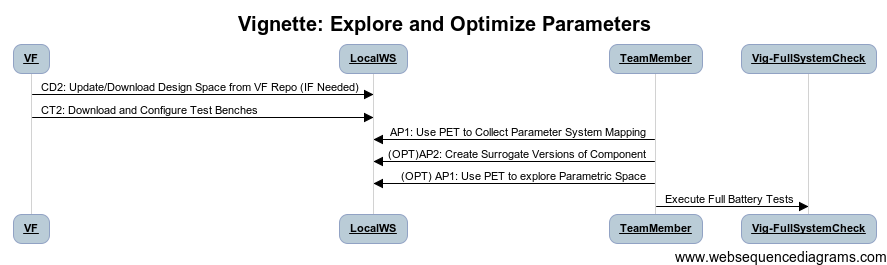 Vignette: Explore and Optimize Parameters
VF LocalWS TeamMember Vig-FullSystemCheck
CD2: Update/Download Design Space from VF Repo (IF Needed)
CT2: Download and Configure Test Benches
AP1: Use PET to Collect Parameter System Mapping
(OPT)AP2: Create Surrogate Versions of Component
(OPT) AP1: Use PET to explore Parametric Space
Execute Full Battery Tests
VF LocalWS TeamMember Vig-FullSystemCheck
www.websequencediagrams.com